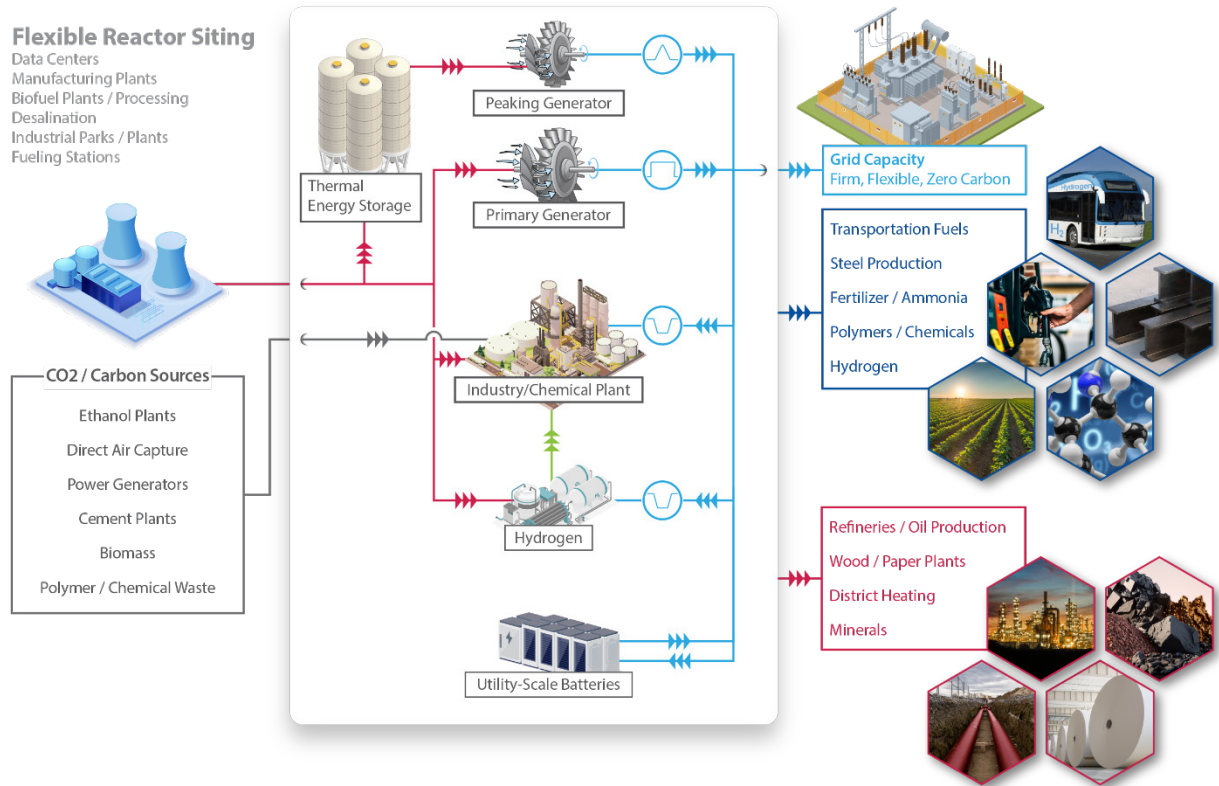 Flexible Reactor Siting
Data Centers
Manufacturing Plants
Biofuel Plants / Processing
Desalination
Industrial Parks / Plants
Fueling Stations
CO2 / Carbon Sources
Ethanol Plants
Direct Air Capture
Power Generators
Cement Plants
Biomass
Polymer / Chemical Waste
Thermal
Energy Storage
Peaking Generator
Primary Generator
Industry/Chemical Plant
Hydrogen
Utility-Scale Batteries
Grid Capacity
Firm, Flexible, Zero Carbon
Transportation Fuels
Steel Production
Fertilizer / Ammonia
Polymers / Chemicals
Hydrogen
Hydrogen
H2
O3
Refineries / Oil Production
Wood / Paper Plants
District Heating
Minerals